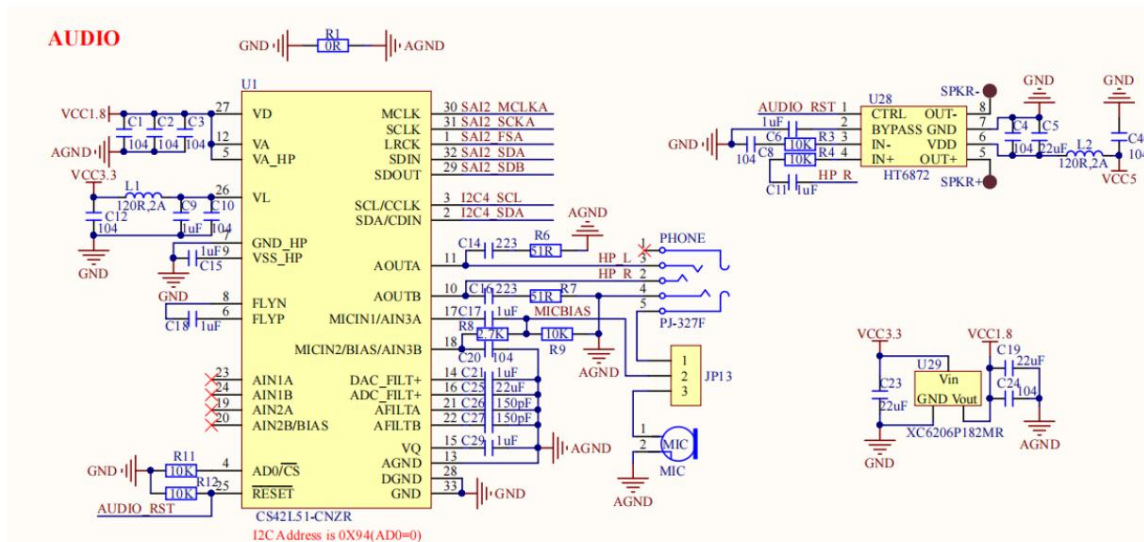 AUDIO
R1
GND 0R AGND
U1
VCC1.8 27 VD
C1 C2 C3
AGND 104 104 104
12 VA
5 VA_HP
VCC3.3
L1
120R,2A
26 VL
C12 C9 C10
104 1uF 104
GND
7 GND_HP
9 VSS_HP
1uF
C15
GND
8 FLYN
6 FLYP
C18 1uF
23 AIN1A
24 AIN1B
19 AIN2A
20 AIN2B/BIAS
GND R11 10K 4 AD0/CS
R12 10K 25 RESET
AUDIO_RST
MCLK 30 SAI2_MCLKA
SCLK 31 SAI2_SCKA
LRCK 1 SAI2_FSA
SDIN 32 SAI2_SDA
SDOUT 29 SAI2_SDB
SCL/CCLK 3 I2C4_SCL
SDA/CDIN 2 I2C4_SDA
AOUTA 11
C14 223 R6 51R AGND
HP_L
HP_R
AOUTB 10
C16 223 R7 51R
MICIN1/AIN3A 17 C17 1uF MICBIAS
R8 2.7K 10K R9
MICIN2/BIAS/AIN3B 18
C20 104
AGND
DAC_FILT+ 14 C21 1uF
ADC_FILT+ 16 C25 22uF
AFILTA 21 C26 150pF
AFILTB 22 C27 150pF
VQ 15 C29 1uF
AGND 13 AGND
DGND 28
GND 33 GND
CS42L51-CNZR
I2C Address is 0X94(AD0=0)
PHONE
1
3
2
4
5
PJ-327F
1
2
3
JP13
1
2
MIC
MIC
AGND
U28
AUDIO_RST 1 CTRL OUT- 8 SPKR-
1uF 2 BYPASS GND 7 GND
GND C6 R3 3 IN- VDD 6
104 C8 10K R4 4 IN+ OUT+ 5 SPKR+
10K
HP_R
C11 1uF
HT6872
C4 C5
104 22uF L2
120R,2A
GND
104
VCC5
VCC3.3
VCC1.8
U29
Vin
GND Vout
XC6206P182MR
C23
22uF
GND
C19
22uF
C24
104
AGND